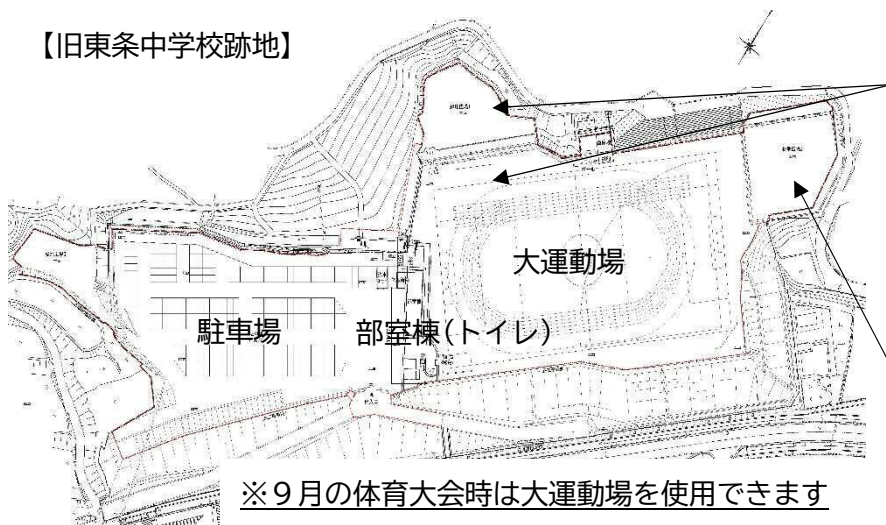 【旧東条中学校跡地】
大運動場
駐車場
部室棟(トイレ)
※９月の体育大会時は大運動場を使用できます